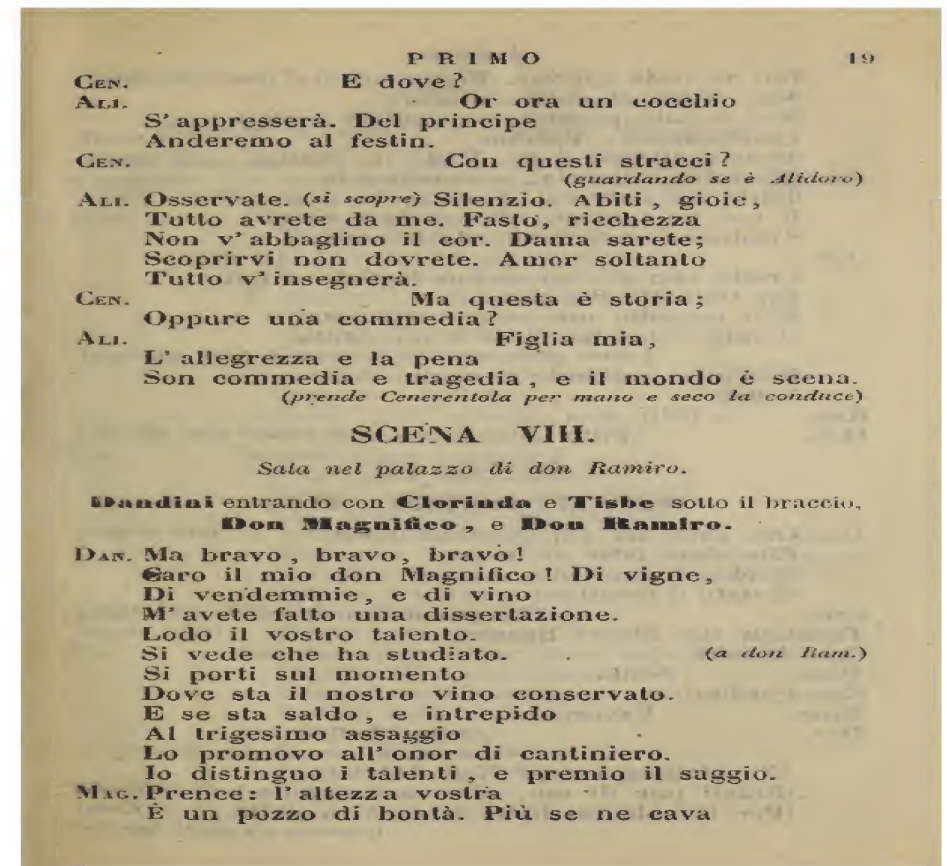 PRIMO 19
CEN. E dove?
ALI. Or ora un cocchio
S' appresserà. Del principe
Anderemo al festin.
CEN. Con questi stracci?
(guardando se è Alidoro)
ALI. Osservate. (si scopre) Silenzio. Abiti, gioie,
Tutto avrete da me. Fasto, ricchezza
Non v' abbaglino il cor. Dama sarete;
Scoprirvi non dovrete. Amor soltanto
Tutto v' insegnerà.
CEN. Ma questa è storia;
Oppure una commedia?
ALI. Figlia mia,
L' allegrezza e la pena
Son commedia e tragedia, e il mondo è scena.
(prende Cenerentola per mano e seco la conduce)
SCENA VIII.
Sala nel palazzo di don Ramiro.
Dandini entrando con Clorinda e Tisbe sotto il braccio,
Don Magnifico, e Don Ramiro.
DAN. Ma bravo, bravo, bravo!
Caro il mio don Magnifico! Di vigne,
Di vendemmie, e di vino
M' avete fatto una dissertazione.
Lodo il vostro talento.
Si vede che ha studiato. (a don Ram.)
Si porti sul momento
Dove sta il nostro vino conservato.
E se sta saldo, e intrepido
Al trigesimo assaggio
Lo promovo all' onor di cantiniero.
Io distinguo i talenti, e premio il saggio.
MAG. Prence: l' altezza vostra
È un pozzo di bontà. Più se ne cava